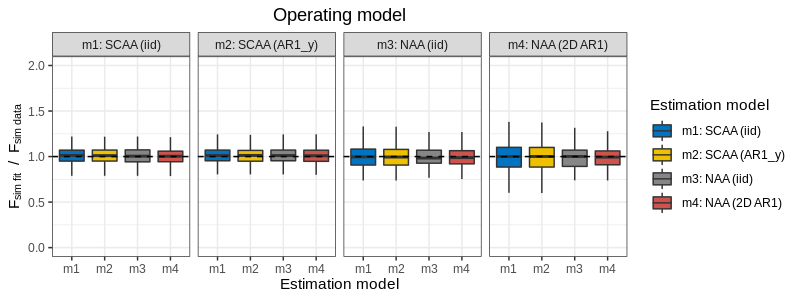 Operating model
m1: SCAA (iid) m2: SCAA (AR1_y) m3: NAA (iid) m4: NAA (2D AR1)
2.0
1.5
1.0
0.5
0.0
Fsim fit / Fsim data
m1 m2 m3 m4 m1 m2 m3 m4 m1 m2 m3 m4 m1 m2 m3 m4
Estimation model
Estimation model
m1: SCAA (iid)
m2: SCAA (AR1_y)
m3: NAA (iid)
m4: NAA (2D AR1)